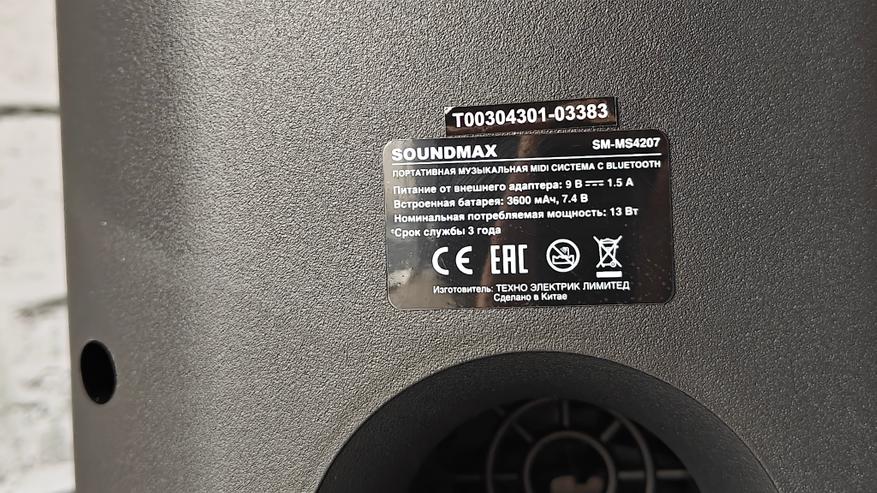 T00304301-03383
SOUNDMAX SM-MS4207
ПОРТАТИВНАЯ МУЗЫКАЛЬНАЯ MIDI СИСТЕМА С BLUETOOTH
Питание от внешнего адаптера: 9 В ⎓ 1.5 А
Встроенная батарея: 3600 мАч, 7.4 В
Номинальная потребляемая мощность: 13 Вт
*Срок службы 3 года
CE EAC
Изготовитель: ТЕХНО ЭЛЕКТРИК ЛИМИТЕД
Сделано в Китае